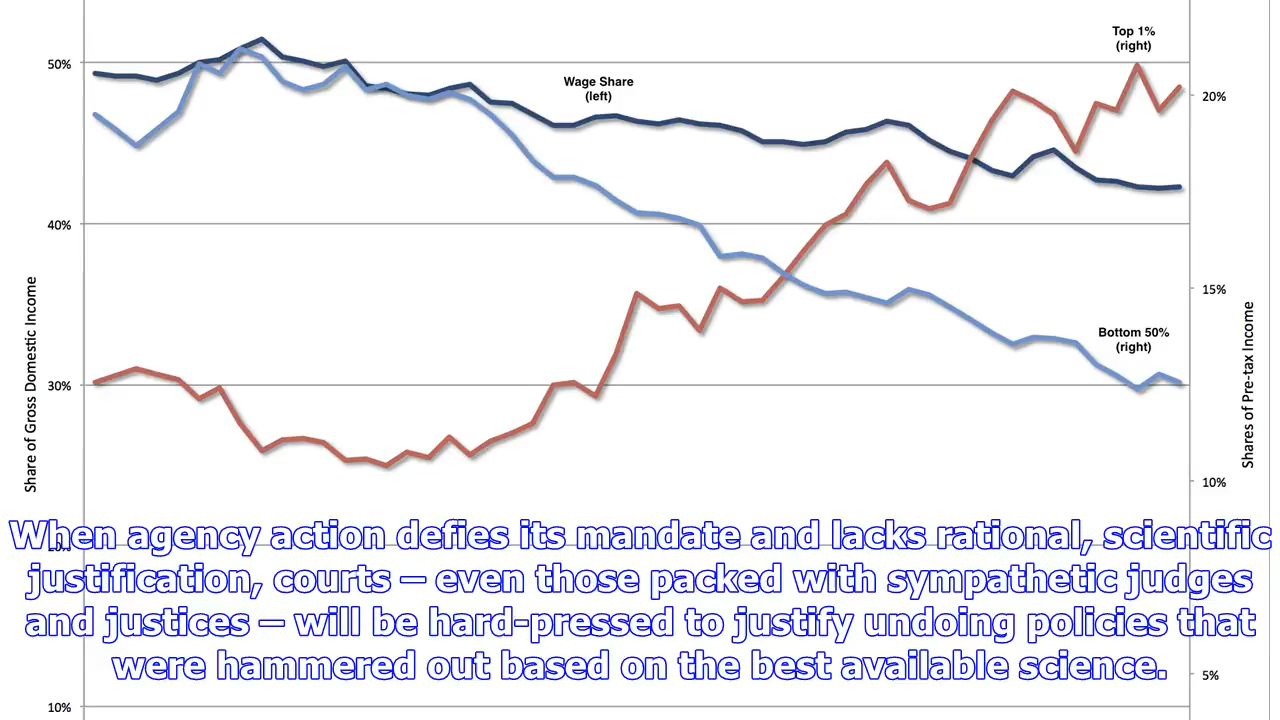 Top 1%
(right)
50%
Wage Share
(left)
20%
40%
15%
Bottom 50%
(right)
30%
Share of Gross Domestic Income
Shares of Pre-tax Income
10%
When agency action defies its mandate and lacks rational, scientific
20%
justification, courts — even those packed with sympathetic judges
and justices — will be hard-pressed to justify undoing policies that
were hammered out based on the best available science.
5%
10%